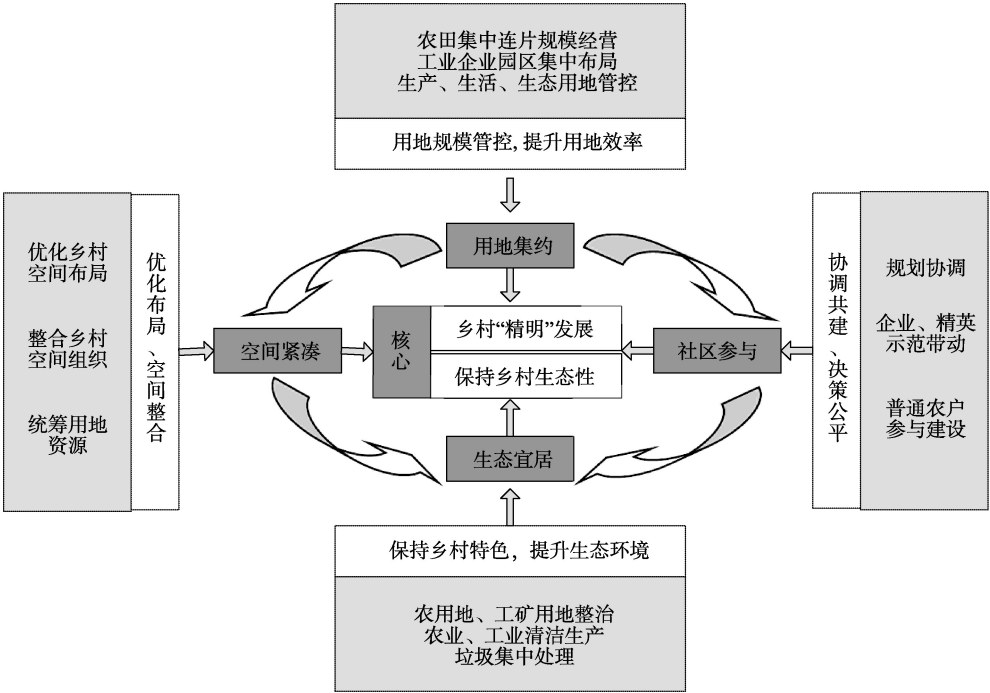 农田集中连片规模经营
工业企业园区集中布局
生产、生活、生态用地管控
用地规模管控, 提升用地效率
优化乡村
空间布局
整合乡村
空间组织
统筹用地
资源
优化布局、空间整合
用地集约
空间紧凑
核心
乡村“精明”发展
保持乡村生态性
社区参与
生态宜居
协调共建、决策公平
规划协调
企业、精英
示范带动
普通农户
参与建设
保持乡村特色，提升生态环境
农用地、工矿用地整治
农业、工业清洁生产
垃圾集中处理